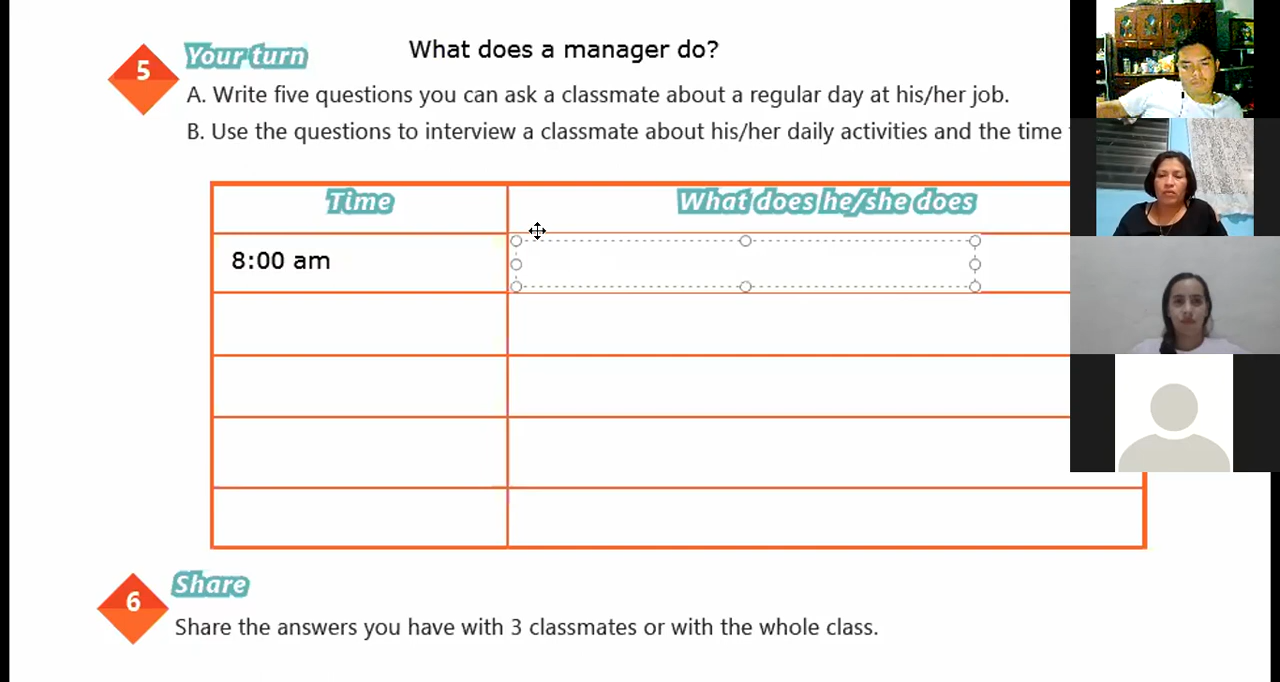 What does a manager do?
5 Your turn
A. Write five questions you can ask a classmate about a regular day at his/her job.
B. Use the questions to interview a classmate about his/her daily activities and the time
Time What does he/she does
8:00 am
6 Share
Share the answers you have with 3 classmates or with the whole class.